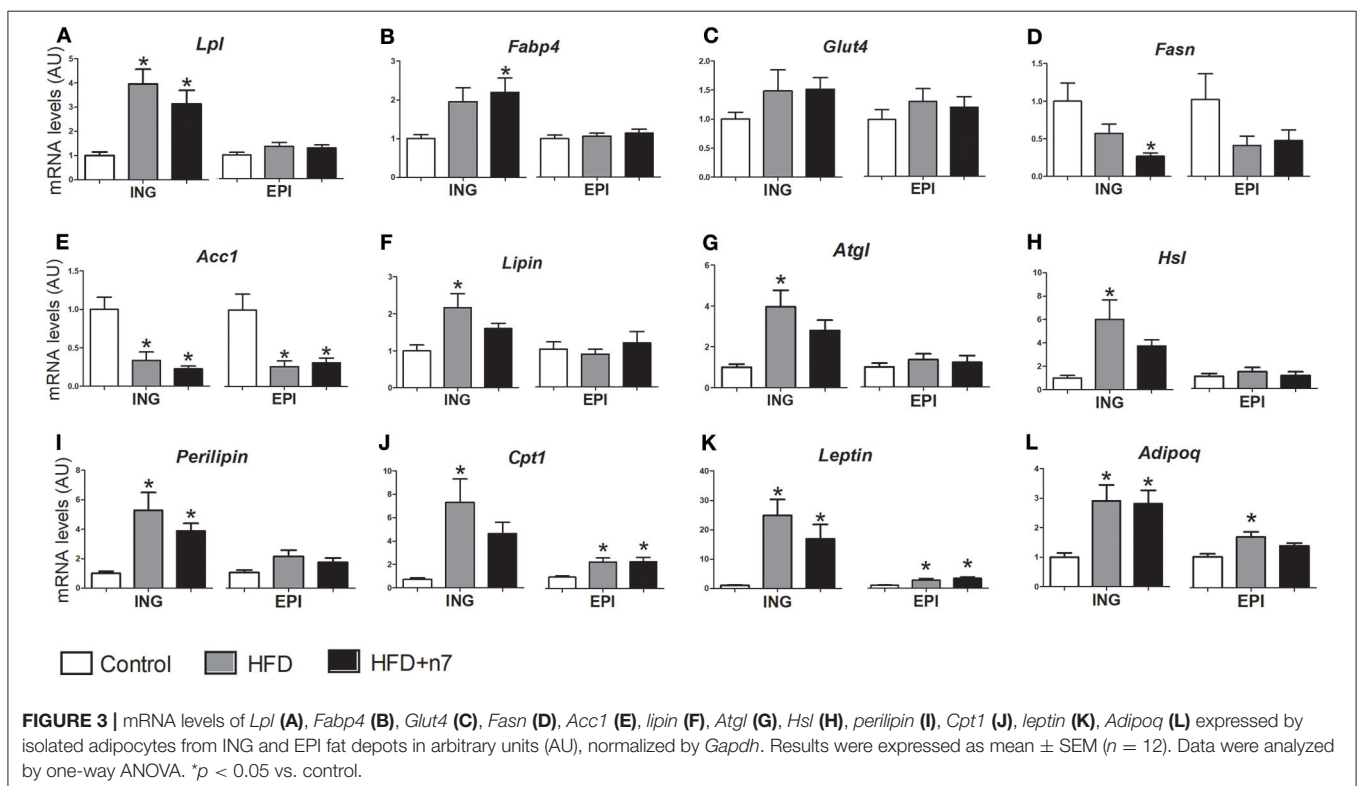 A B C D
Lpl Fabp4 Glut4 Fasn
mRNA levels (AU)
5 4 3 2 1 0
* *
ING EPI
3 2 1 0
*
ING EPI
2.0 1.5 1.0 0.5 0.0
ING EPI
1.5 1.0 0.5 0.0
*
ING EPI
E F G H
Acc1 Lipin Atgl Hsl
mRNA levels (AU)
1.5 1.0 0.5 0.0
* * * *
ING EPI
3 2 1 0
*
ING EPI
6 4 2 0
*
ING EPI
10 8 6 4 2 0
*
ING EPI
I J K L
Perilipin Cpt1 Leptin Adipoq
mRNA levels (AU)
8 6 4 2 0
* *
ING EPI
10 8 6 4 2 0
* * *
ING EPI
40 30 20 10 0
* * * *
ING EPI
4 3 2 1 0
* * *
ING EPI
Control HFD HFD+n7
FIGURE 3 | mRNA levels of Lpl (A), Fabp4 (B), Glut4 (C), Fasn (D), Acc1 (E), lipin (F), Atgl (G), Hsl (H), perilipin (I), Cpt1 (J), leptin (K), Adipoq (L) expressed by
isolated adipocytes from ING and EPI fat depots in arbitrary units (AU), normalized by Gapdh. Results were expressed as mean ± SEM (n = 12). Data were analyzed
by one-way ANOVA. *p < 0.05 vs. control.